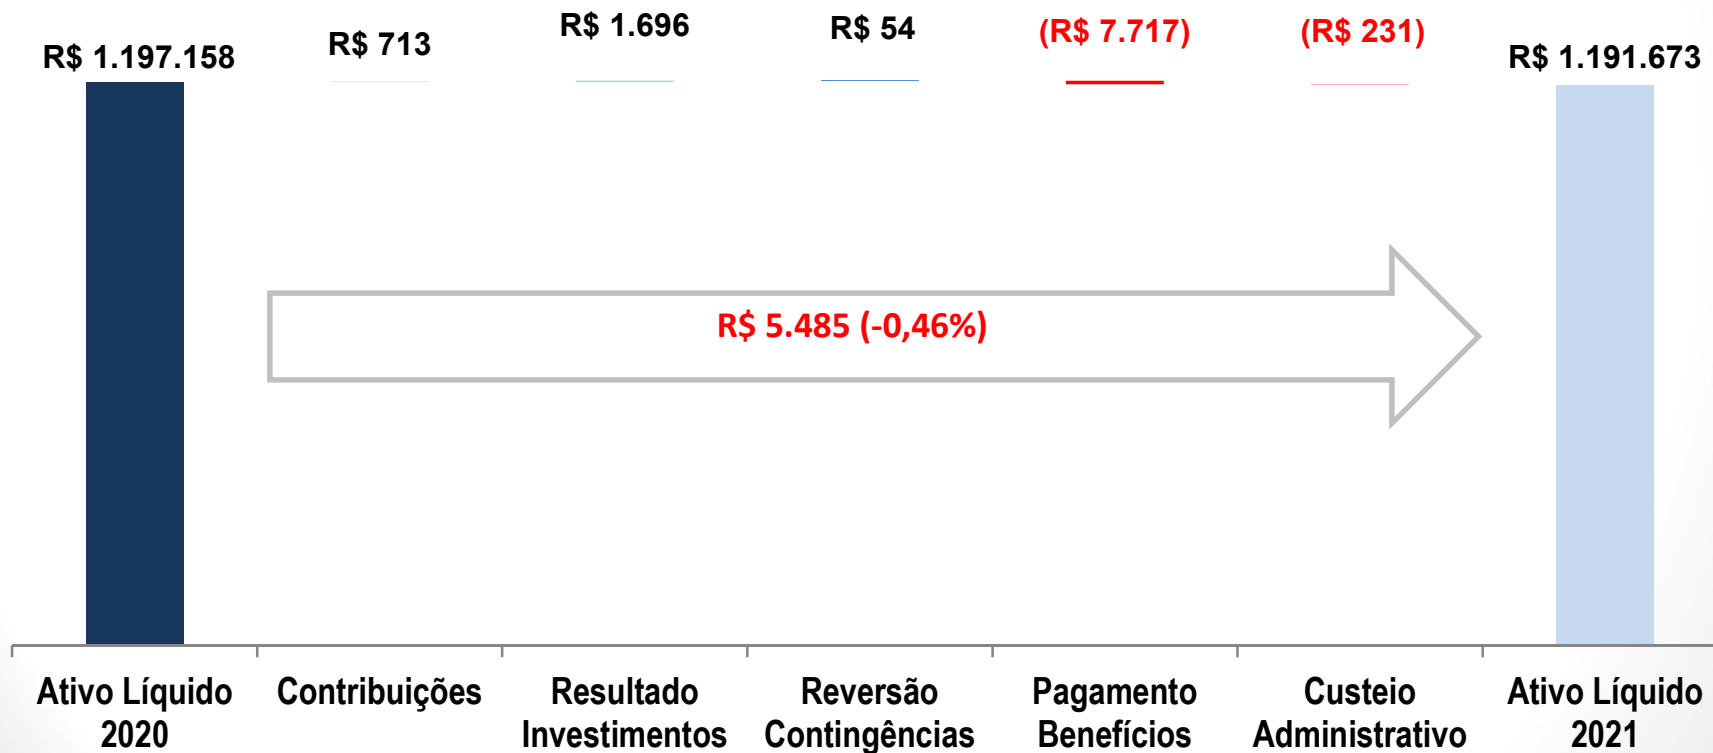 R$ 1.197.158
R$ 713
R$ 1.696
R$ 54
(R$ 7.717)
(R$ 231)
R$ 1.191.673
R$ 5.485 (-0,46%)
Ativo Líquido
2020
Contribuições
Resultado
Investimentos
Reversão
Contingências
Pagamento
Benefícios
Custeio
Administrativo
Ativo Líquido
2021